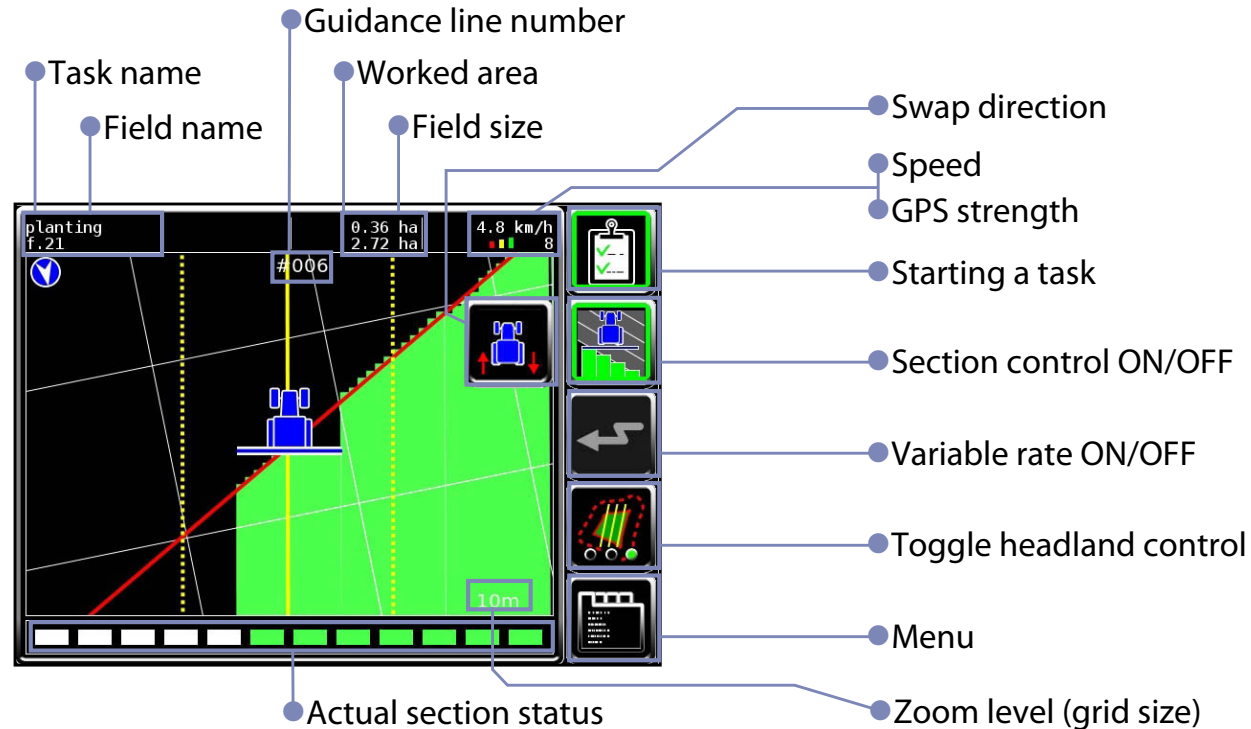 Guidance line number
Task name
Worked area
Field name
Field size
Swap direction
Speed
GPS strength
planting
f.21
0.36 ha
2.72 ha
4.8 km/h
8
#006
Starting a task
Section control ON/OFF
Variable rate ON/OFF
Toggle headland control
10m
Menu
Actual section status
Zoom level (grid size)